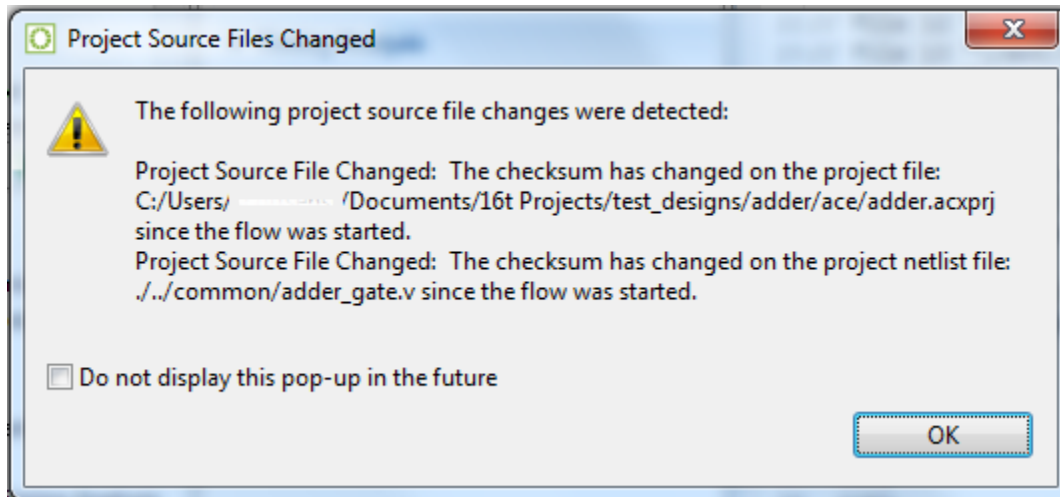 Project Source Files Changed
The following project source file changes were detected:
Project Source File Changed:  The checksum has changed on the project file:
C:/Users/ /Documents/16t Projects/test_designs/adder/ace/adder.acxprj
since the flow was started.
Project Source File Changed:  The checksum has changed on the project netlist file:
./../common/adder_gate.v since the flow was started.
Do not display this pop-up in the future
OK